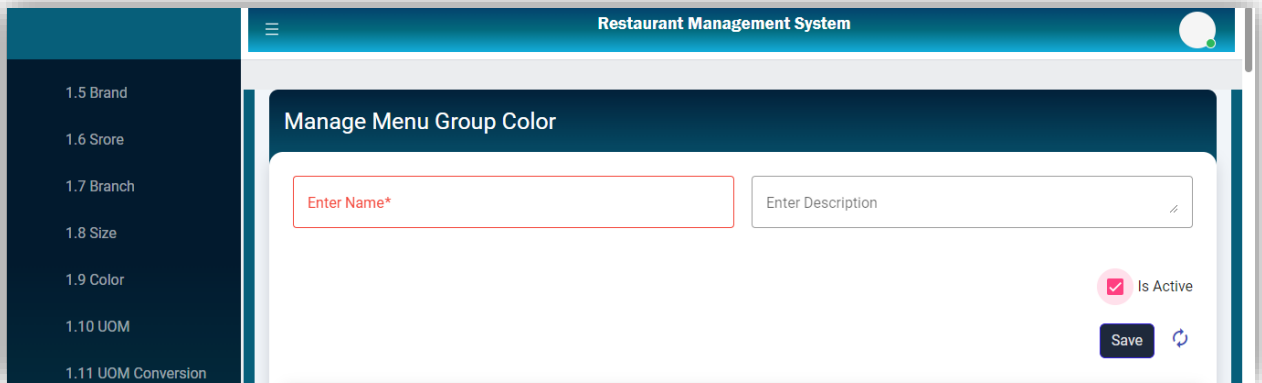 Restaurant Management System
1.5 Brand
1.6 Srore
1.7 Branch
1.8 Size
1.9 Color
1.10 UOM
1.11 UOM Conversion
Manage Menu Group Color
Enter Name*
Enter Description
Is Active
Save